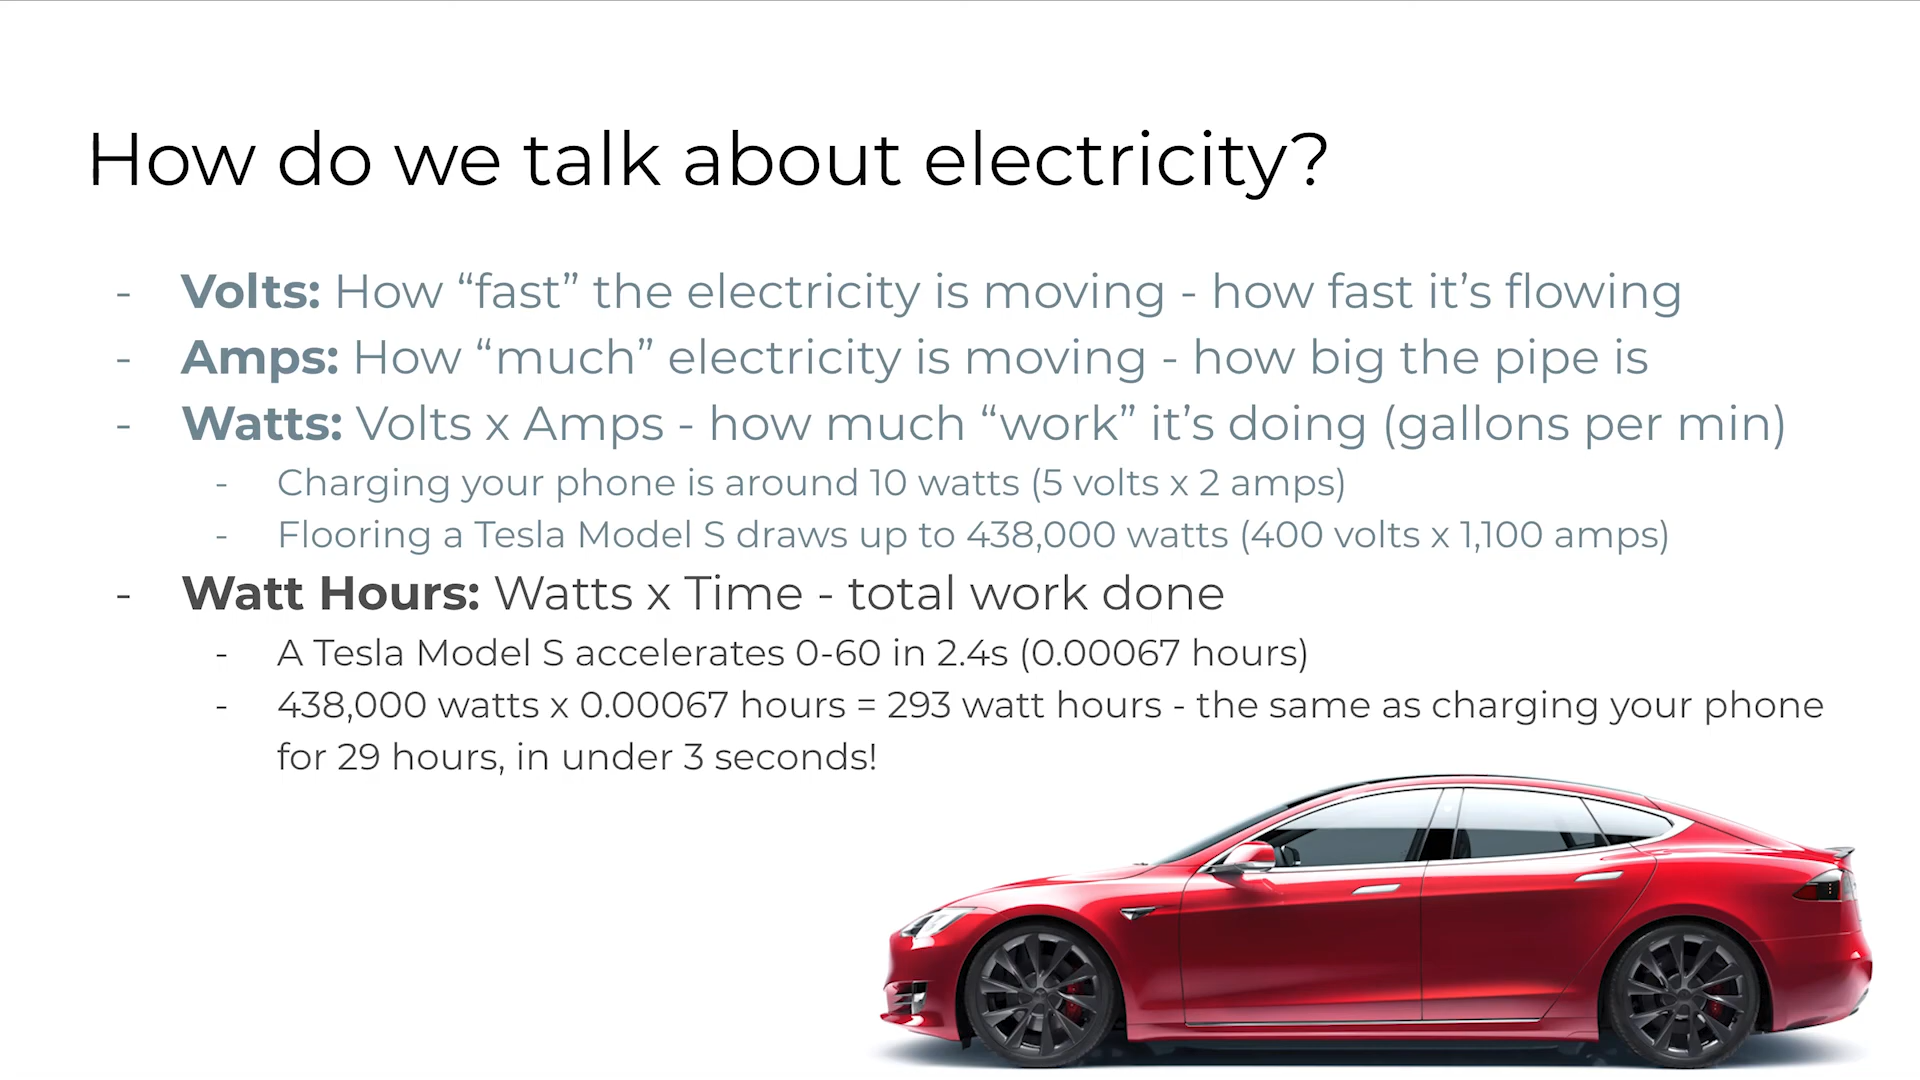 How do we talk about electricity?
- Volts: How “fast” the electricity is moving - how fast it’s flowing
- Amps: How “much” electricity is moving - how big the pipe is
- Watts: Volts x Amps - how much “work” it’s doing (gallons per min)
- Charging your phone is around 10 watts (5 volts x 2 amps)
- Flooring a Tesla Model S draws up to 438,000 watts (400 volts x 1,100 amps)
- Watt Hours: Watts x Time - total work done
- A Tesla Model S accelerates 0-60 in 2.4s (0.00067 hours)
- 438,000 watts x 0.00067 hours = 293 watt hours - the same as charging your phone
for 29 hours, in under 3 seconds!